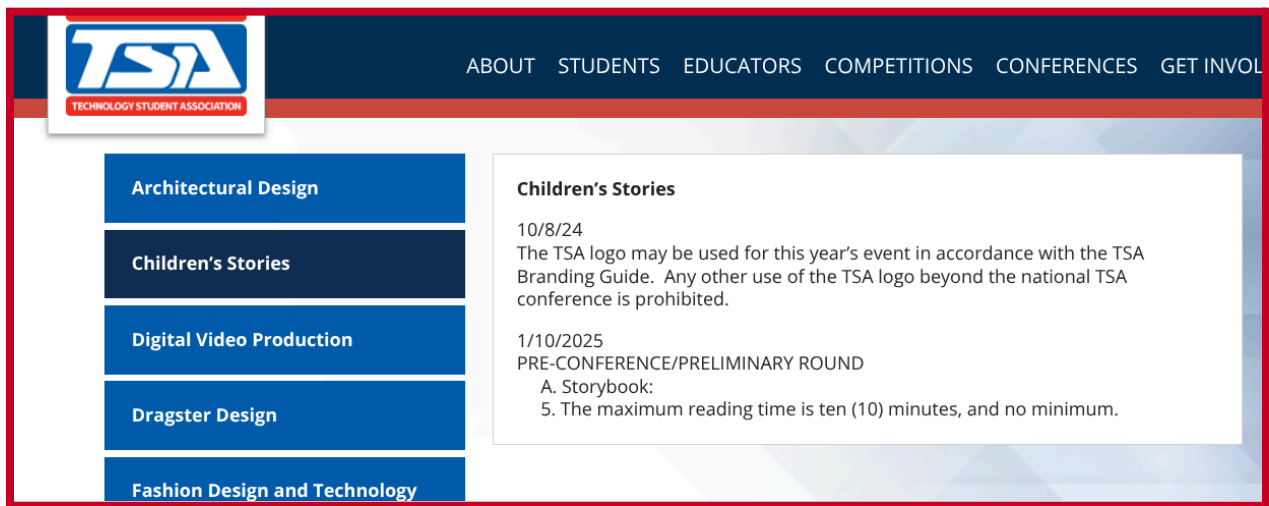 TSA
TECHNOLOGY STUDENT ASSOCIATION
ABOUT STUDENTS EDUCATORS COMPETITIONS CONFERENCES GET INVOL
Architectural Design
Children’s Stories
Digital Video Production
Dragster Design
Fashion Design and Technology
Children’s Stories
10/8/24
The TSA logo may be used for this year’s event in accordance with the TSA
Branding Guide.  Any other use of the TSA logo beyond the national TSA
conference is prohibited.
1/10/2025
PRE-CONFERENCE/PRELIMINARY ROUND
A. Storybook:
5. The maximum reading time is ten (10) minutes, and no minimum.